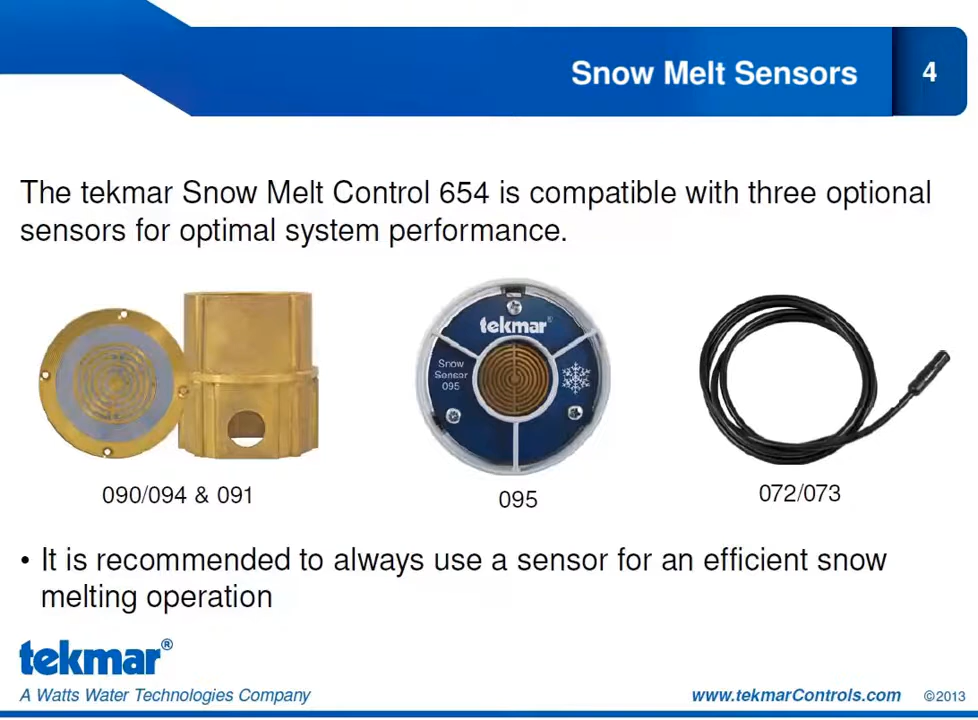 Snow Melt Sensors
4
The tekmar Snow Melt Control 654 is compatible with three optional
sensors for optimal system performance.
tekmar®
Snow
Sensor
095
090/094 & 091
095
072/073
• It is recommended to always use a sensor for an efficient snow
melting operation
tekmar®
A Watts Water Technologies Company
www.tekmarControls.com
©2013